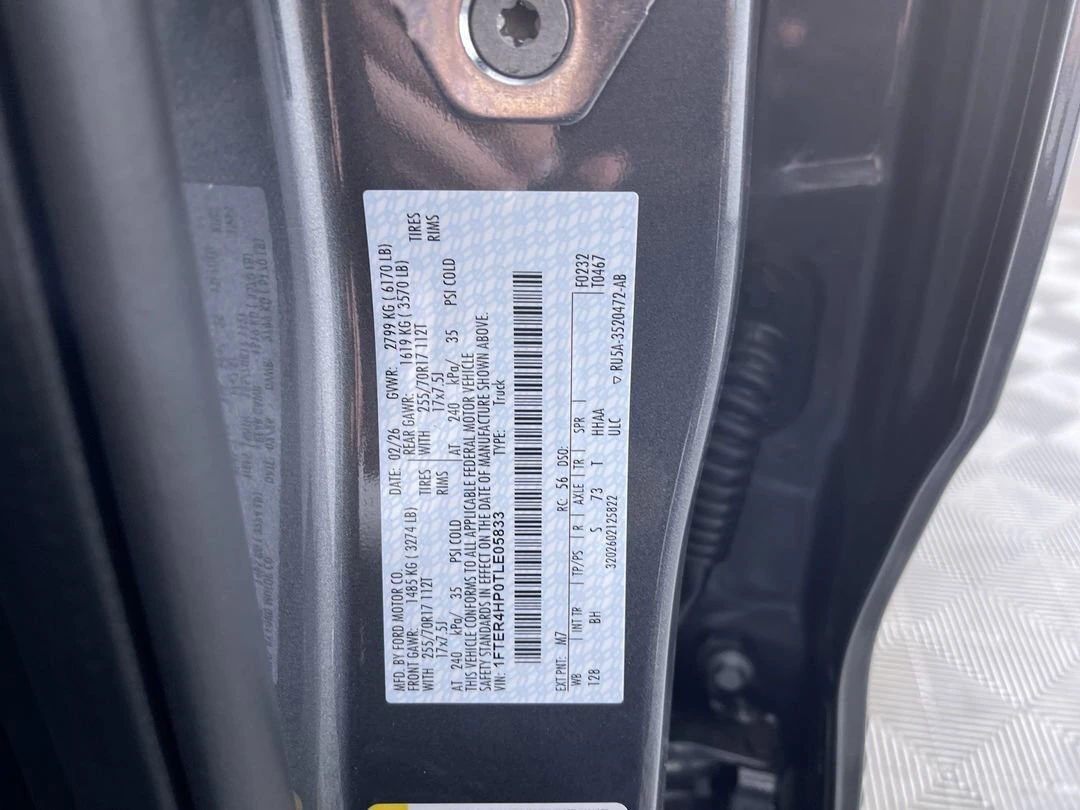 MFD. BY FORD MOTOR CO. DATE: 02/26 GVWR: 2799 KG ( 6170 LB)
FRONT GAWR: 1485 KG ( 3274 LB) REAR GAWR: 1619 KG ( 3570 LB)
WITH 255/70R17 112T TIRES WITH 255/70R17 112T TIRES
17x7.5J RIMS 17x7.5J RIMS
AT 240 kPa/ 35 PSI COLD AT 240 kPa/ 35 PSI COLD
THIS VEHICLE CONFORMS TO ALL APPLICABLE FEDERAL MOTOR VEHICLE
SAFETY STANDARDS IN EFFECT ON THE DATE OF MANUFACTURE SHOWN ABOVE.
VIN: 1FTER4HP0TLE05833 TYPE: Truck
EXT PNT: M7 RC: 56 DSO: F0232
WB INT TR TP/PS R AXLE TR SPR T0467
128 BH S 73 T HHAA
ULC
3202602125822 ▽ RU5A-3520472-AB